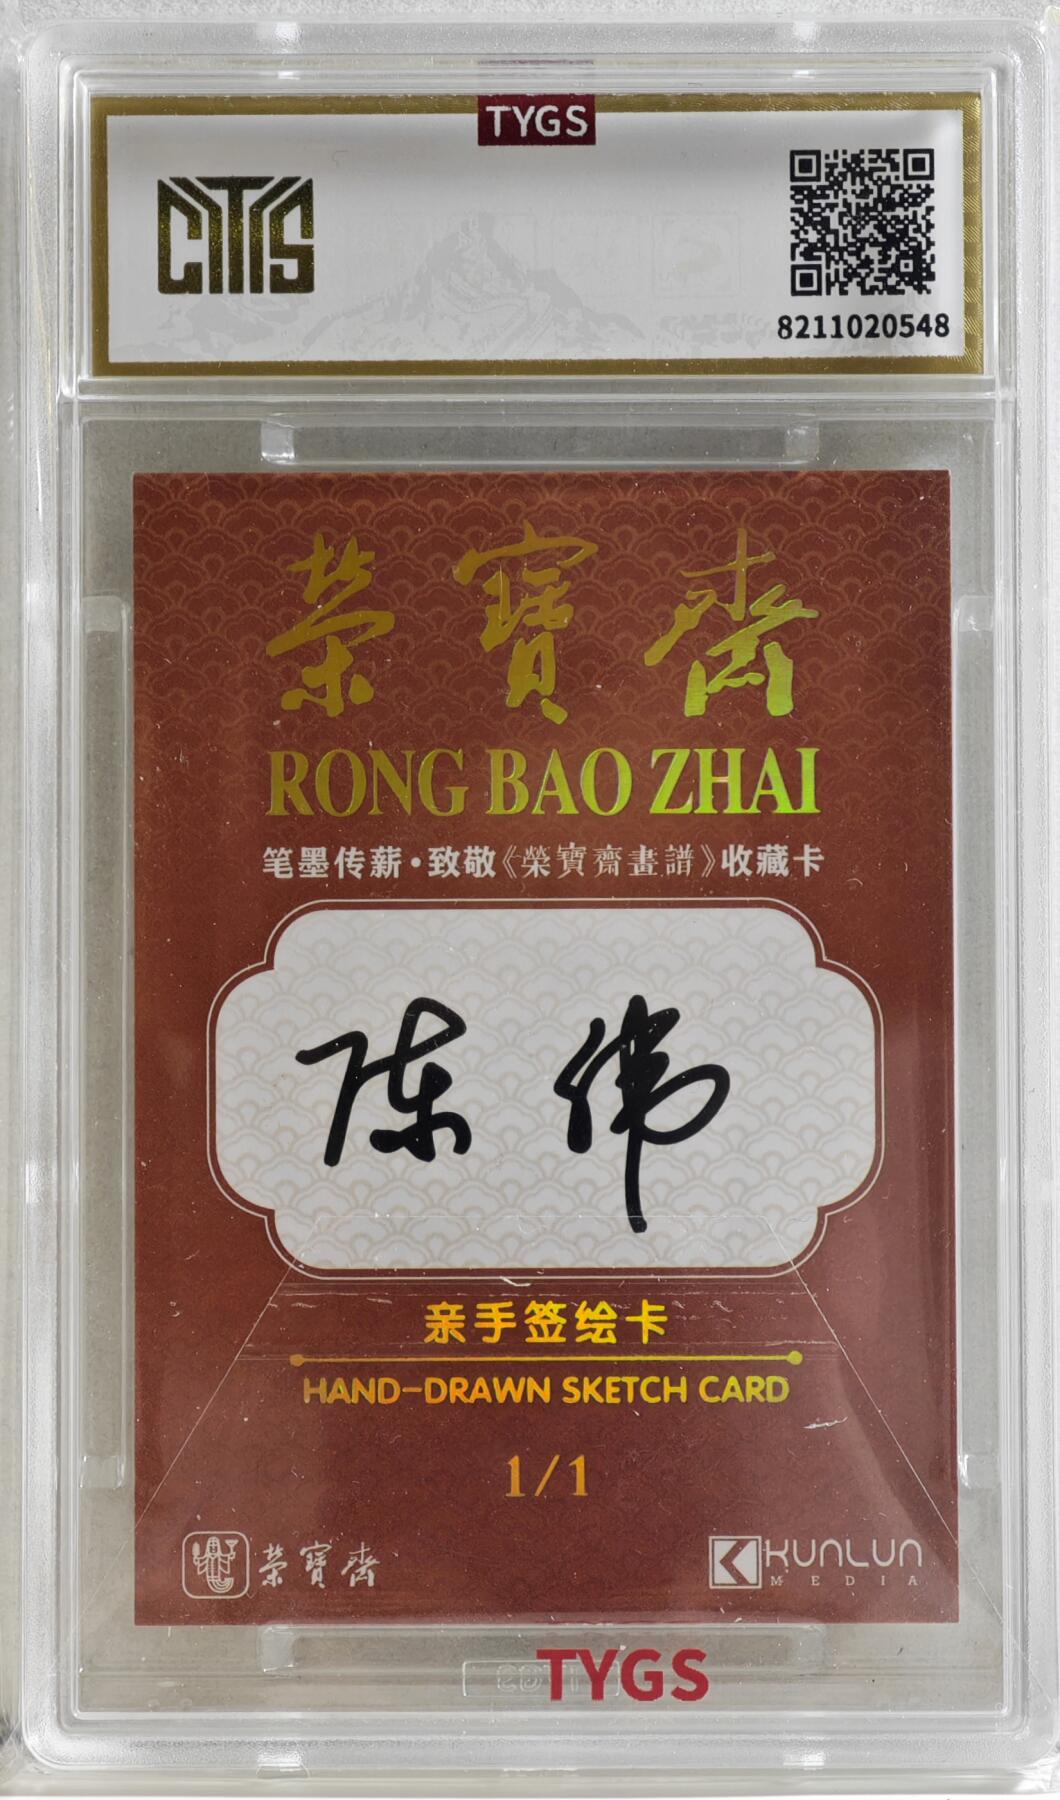 TYGS
CTIS
8211020548
榮寶齋
RONG BAO ZHAI
笔墨传薪·致敬《榮寶齋畫譜》收藏卡
陈伟
亲手签绘卡
HAND-DRAWN SKETCH CARD
1/1
榮寶齋
KUNLUN
MEDIA
TYGS